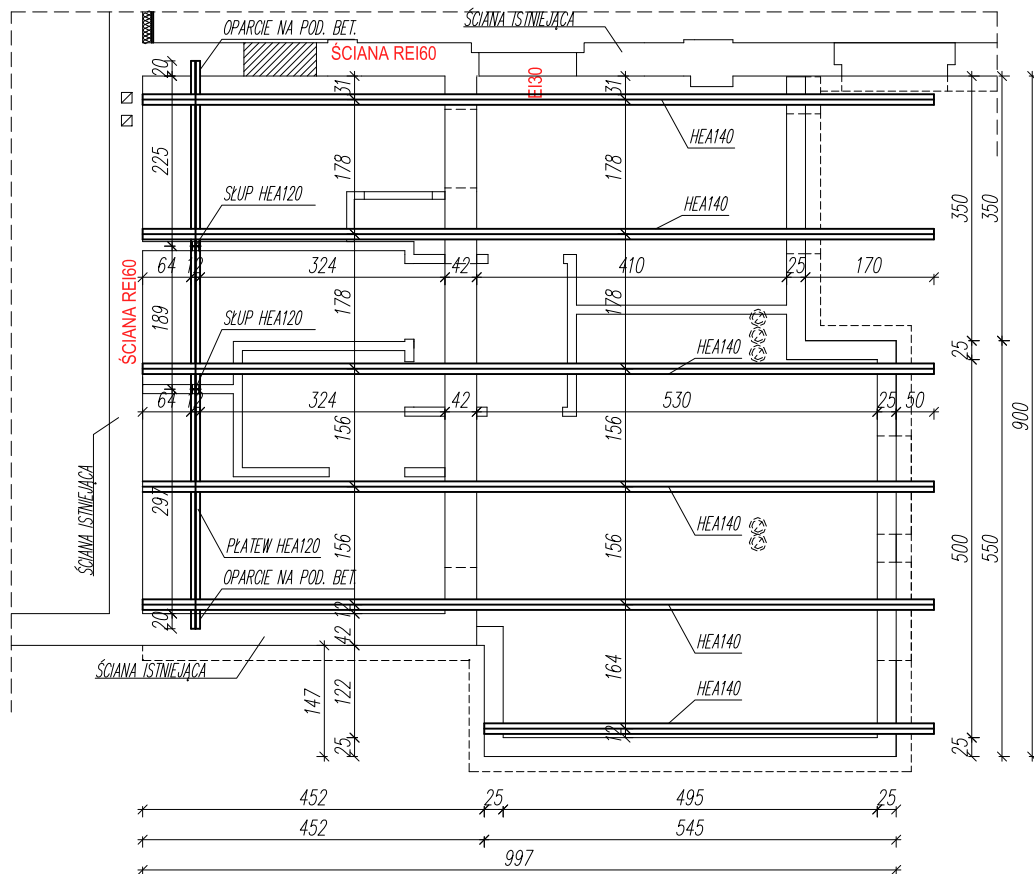 OPARCIE NA POD. BET.
ŚCIANA ISTNIEJĄCA
ŚCIANA REI60
EI30
20
31
31
HEA140
225
178
178
350
350
SŁUP HEA120
HEA140
64
12
324
42
410
25
170
ŚCIANA REI60
189
178
178
SŁUP HEA120
HEA140
25
64
12
324
42
530
25
50
900
156
156
ŚCIANA ISTNIEJĄCA
297
HEA140
PŁATEW HEA120
156
156
500
550
OPARCIE NA POD. BET.
20
12
42
HEA140
ŚCIANA ISTNIEJĄCA
147
122
164
HEA140
25
12
25
452
25
495
25
452
545
997